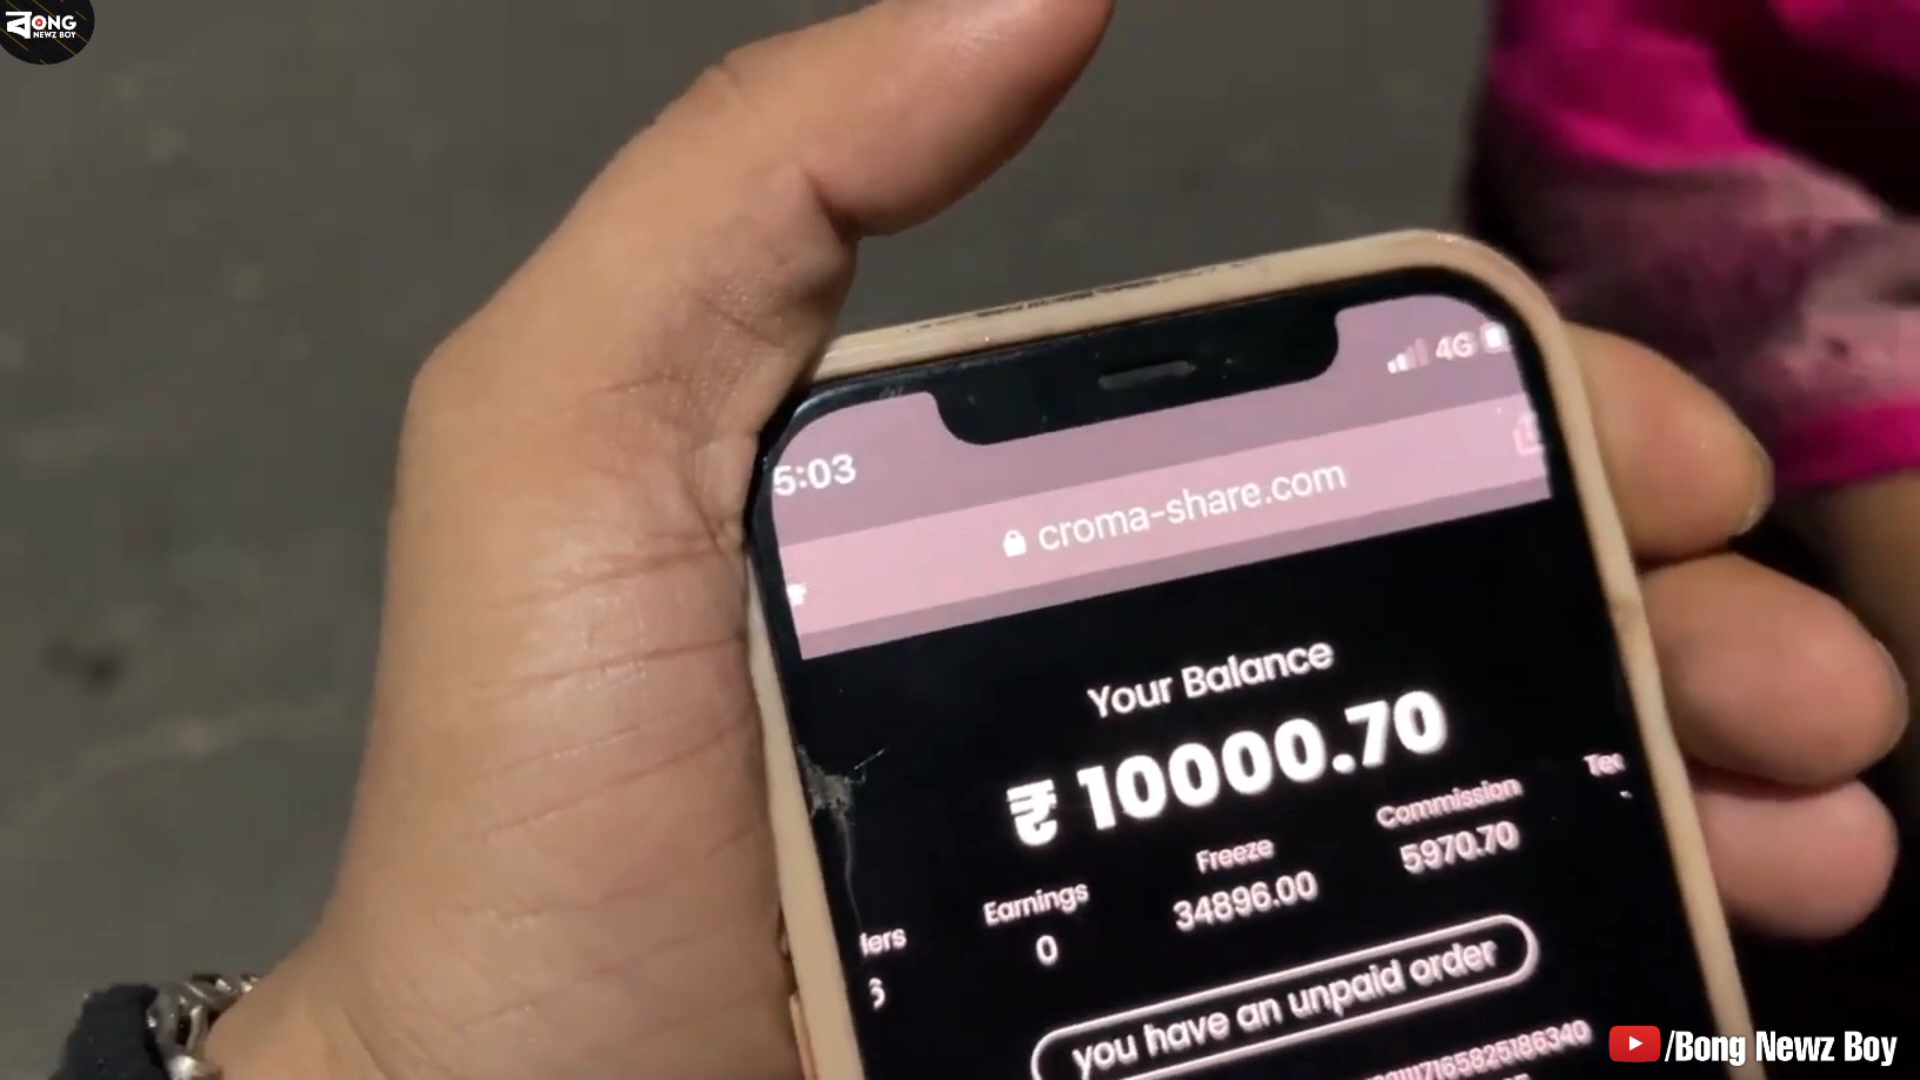 বONG
NEWZ BOY
5:03
4G
croma-share.com
Your Balance
₹ 10000.70
Commission
5970.70
Freeze
34896.00
Earnings
0
you have an unpaid order
/Bong Newz Boy